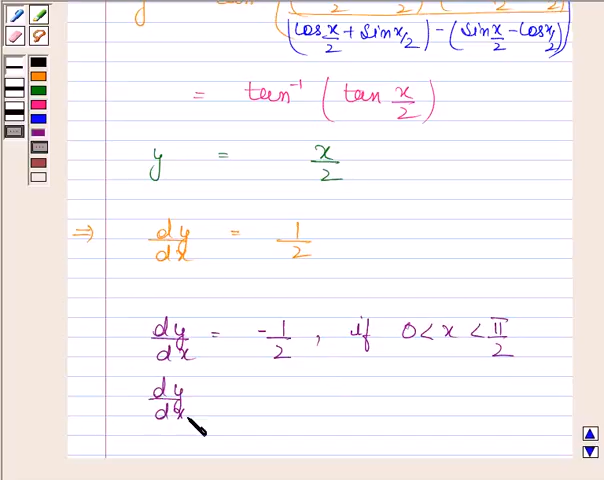 y
(cos x/2 + sin x/2) - (sin x/2 - cos x/2)
= tan⁻¹ (tan x/2)
y = x/2
⇒ dy/dx = 1/2
dy/dx = -1/2 , if 0 < x < π/2
dy/dx